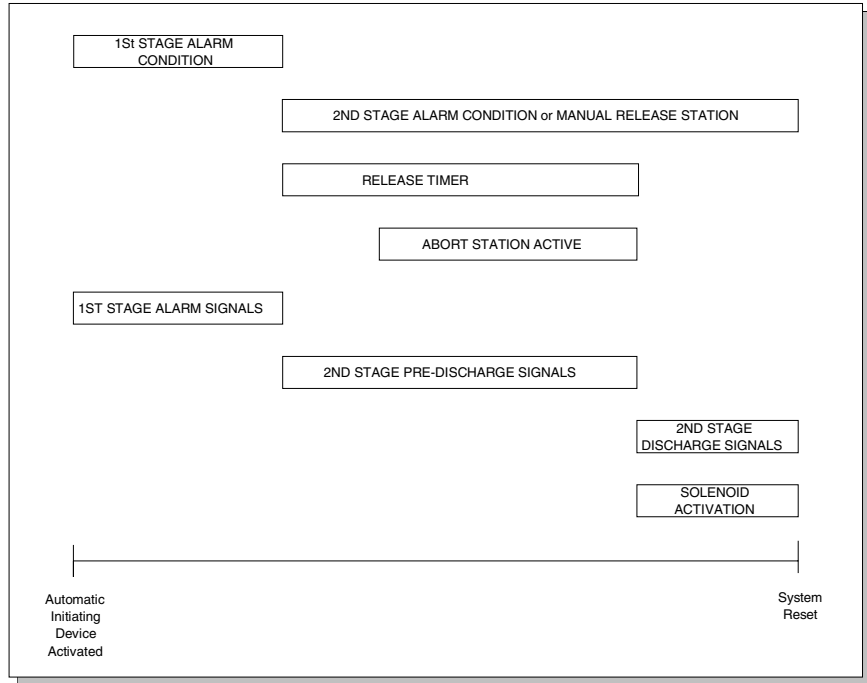 1St STAGE ALARM
CONDITION
2ND STAGE ALARM CONDITION or MANUAL RELEASE STATION
RELEASE TIMER
ABORT STATION ACTIVE
1ST STAGE ALARM SIGNALS
2ND STAGE PRE-DISCHARGE SIGNALS
2ND STAGE
DISCHARGE SIGNALS
SOLENOID
ACTIVATION
Automatic
Initiating
Device
Activated
System
Reset